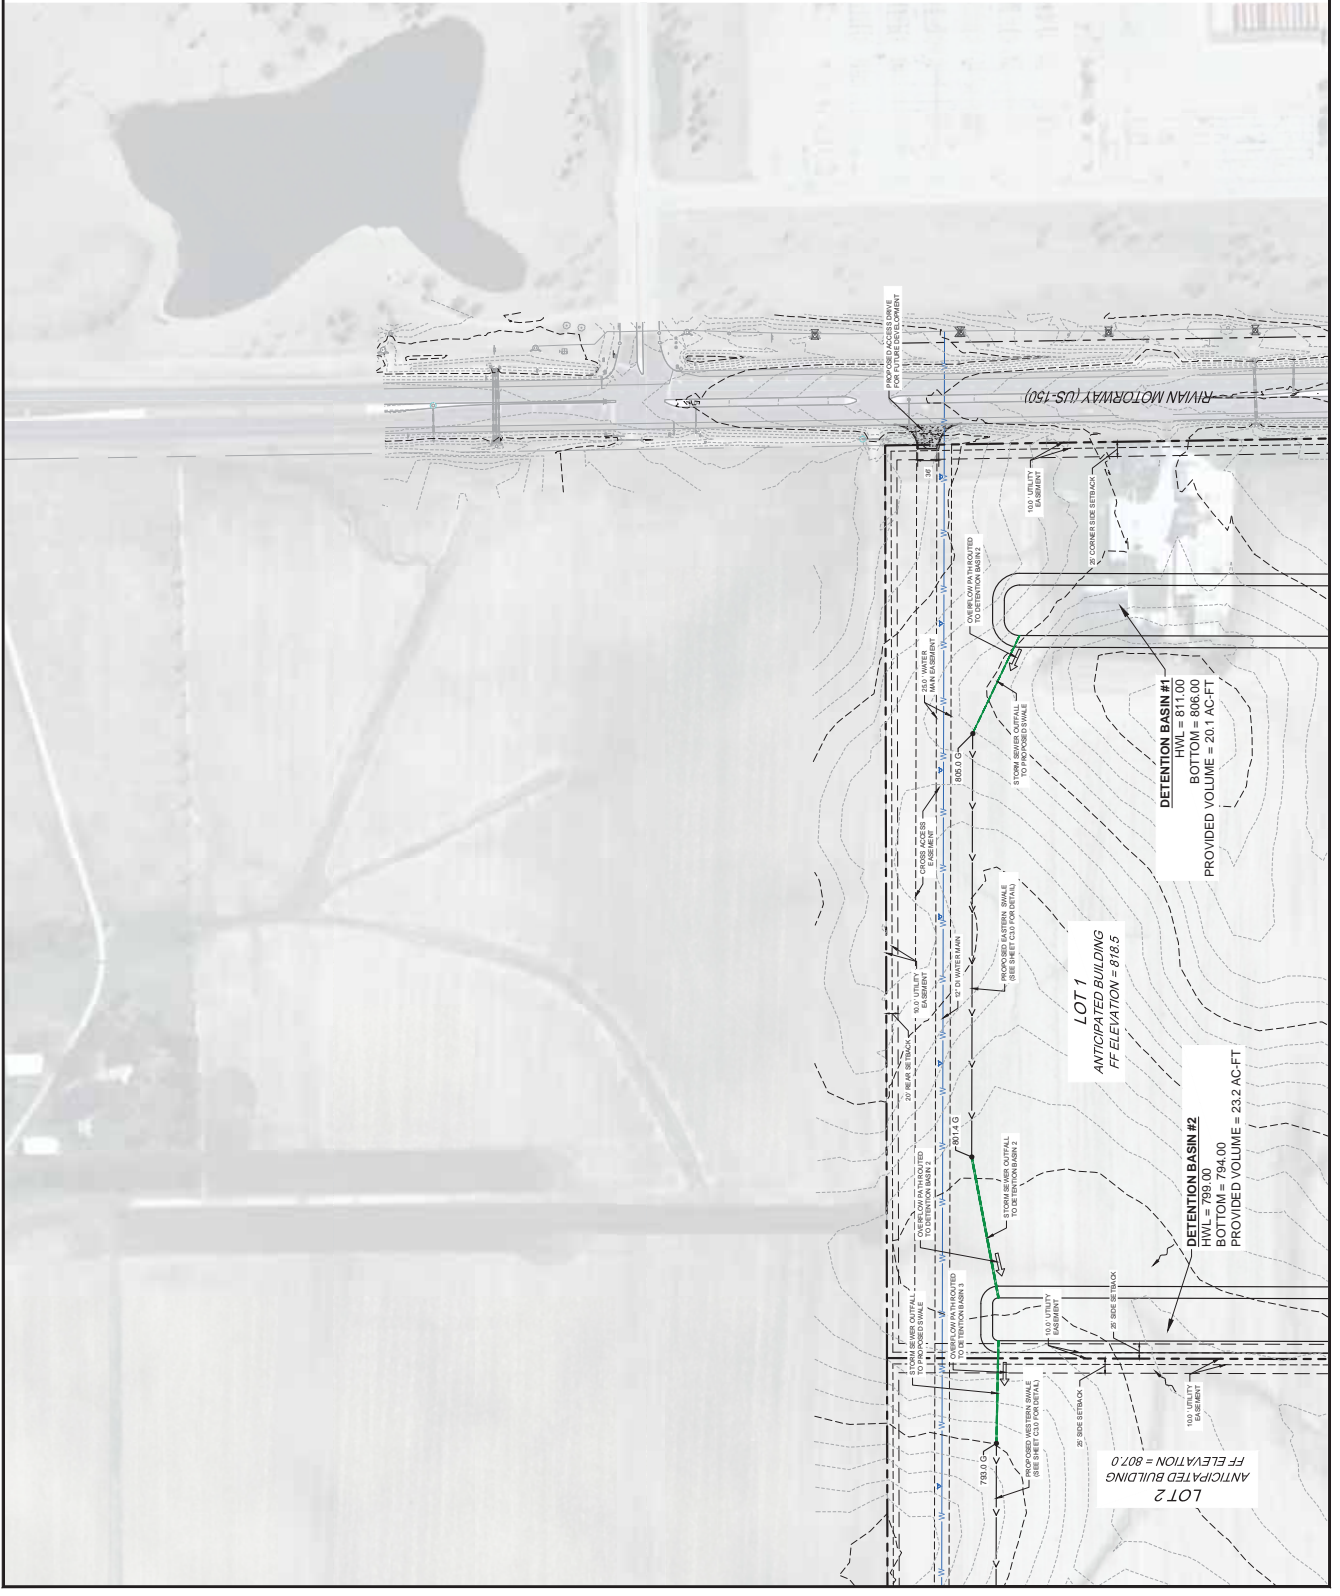 PROPOSED ACCESS DRIVE
FOR FUTURE DEVELOPMENT
RIVIAN MOTORWAY (US-150)
36'
10.0' UTILITY
EASEMENT
25' CORNER SIDE SETBACK
OVERFLOW PATH ROUTED
TO DETENTION BASIN 2
25.0' WATER
MAIN EASEMENT
STORM SEWER OUTFALL
TO PROPOSED SWALE
805.0 G
DETENTION BASIN #1
HWL = 811.00
BOTTOM = 806.00
PROVIDED VOLUME = 20.1 AC-FT
CROSS ACCESS
EASEMENT
PROPOSED EASTERN SWALE
(SEE SHEET C3.0 FOR DETAIL)
12" DI WATER MAIN
10.0' UTILITY
EASEMENT
20' REAR SETBACK
LOT 1
ANTICIPATED BUILDING
FF ELEVATION = 818.5
801.4 G
STORM SEWER OUTFALL
TO DETENTION BASIN 2
OVERFLOW PATH ROUTED
TO DETENTION BASIN 2
DETENTION BASIN #2
HWL = 799.00
BOTTOM = 794.00
PROVIDED VOLUME = 23.2 AC-FT
STORM SEWER OUTFALL
TO PROPOSED SWALE
OVERFLOW PATH ROUTED
TO DETENTION BASIN 3
10.0' UTILITY
EASEMENT
25' SIDE SETBACK
793.0 G
PROPOSED WESTERN SWALE
(SEE SHEET C3.0 FOR DETAIL)
25' SIDE SETBACK
10.0' UTILITY
EASEMENT
LOT 2
ANTICIPATED BUILDING
FF ELEVATION = 807.0
W
W
W
W
W
W
W
W
W
W
W
W
W